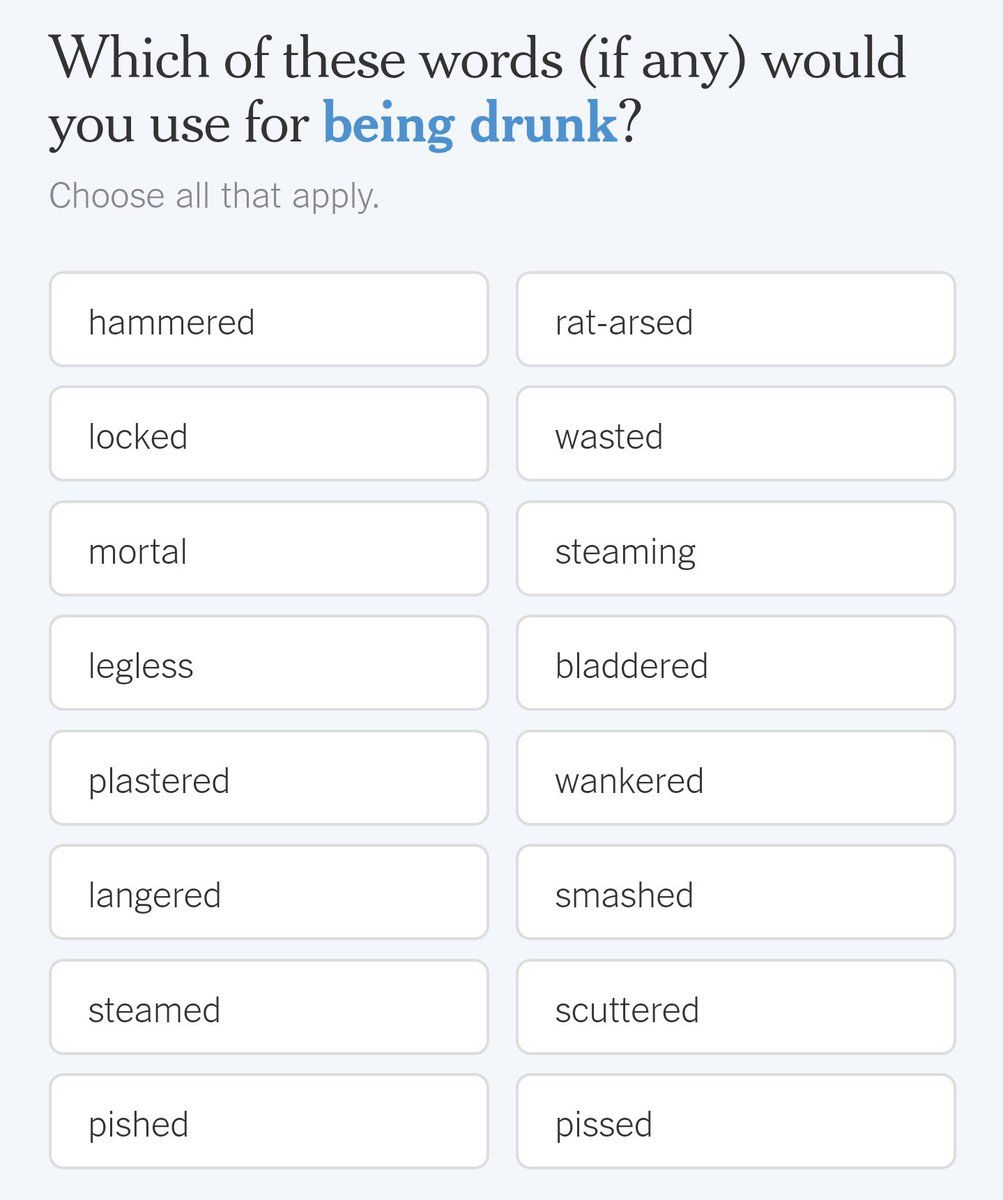 Which of these words (if any) would
you use for being drunk?
Choose all that apply.
hammered
rat-arsed
locked
wasted
mortal
steaming
legless
bladdered
plastered
wankered
langered
smashed
steamed
scuttered
pished
pissed